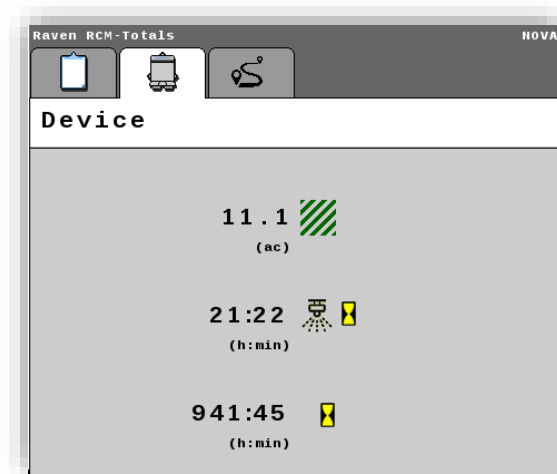 Raven RCM-Totals NOVA
Device
11.1
(ac)
21:22
(h:min)
941:45
(h:min)